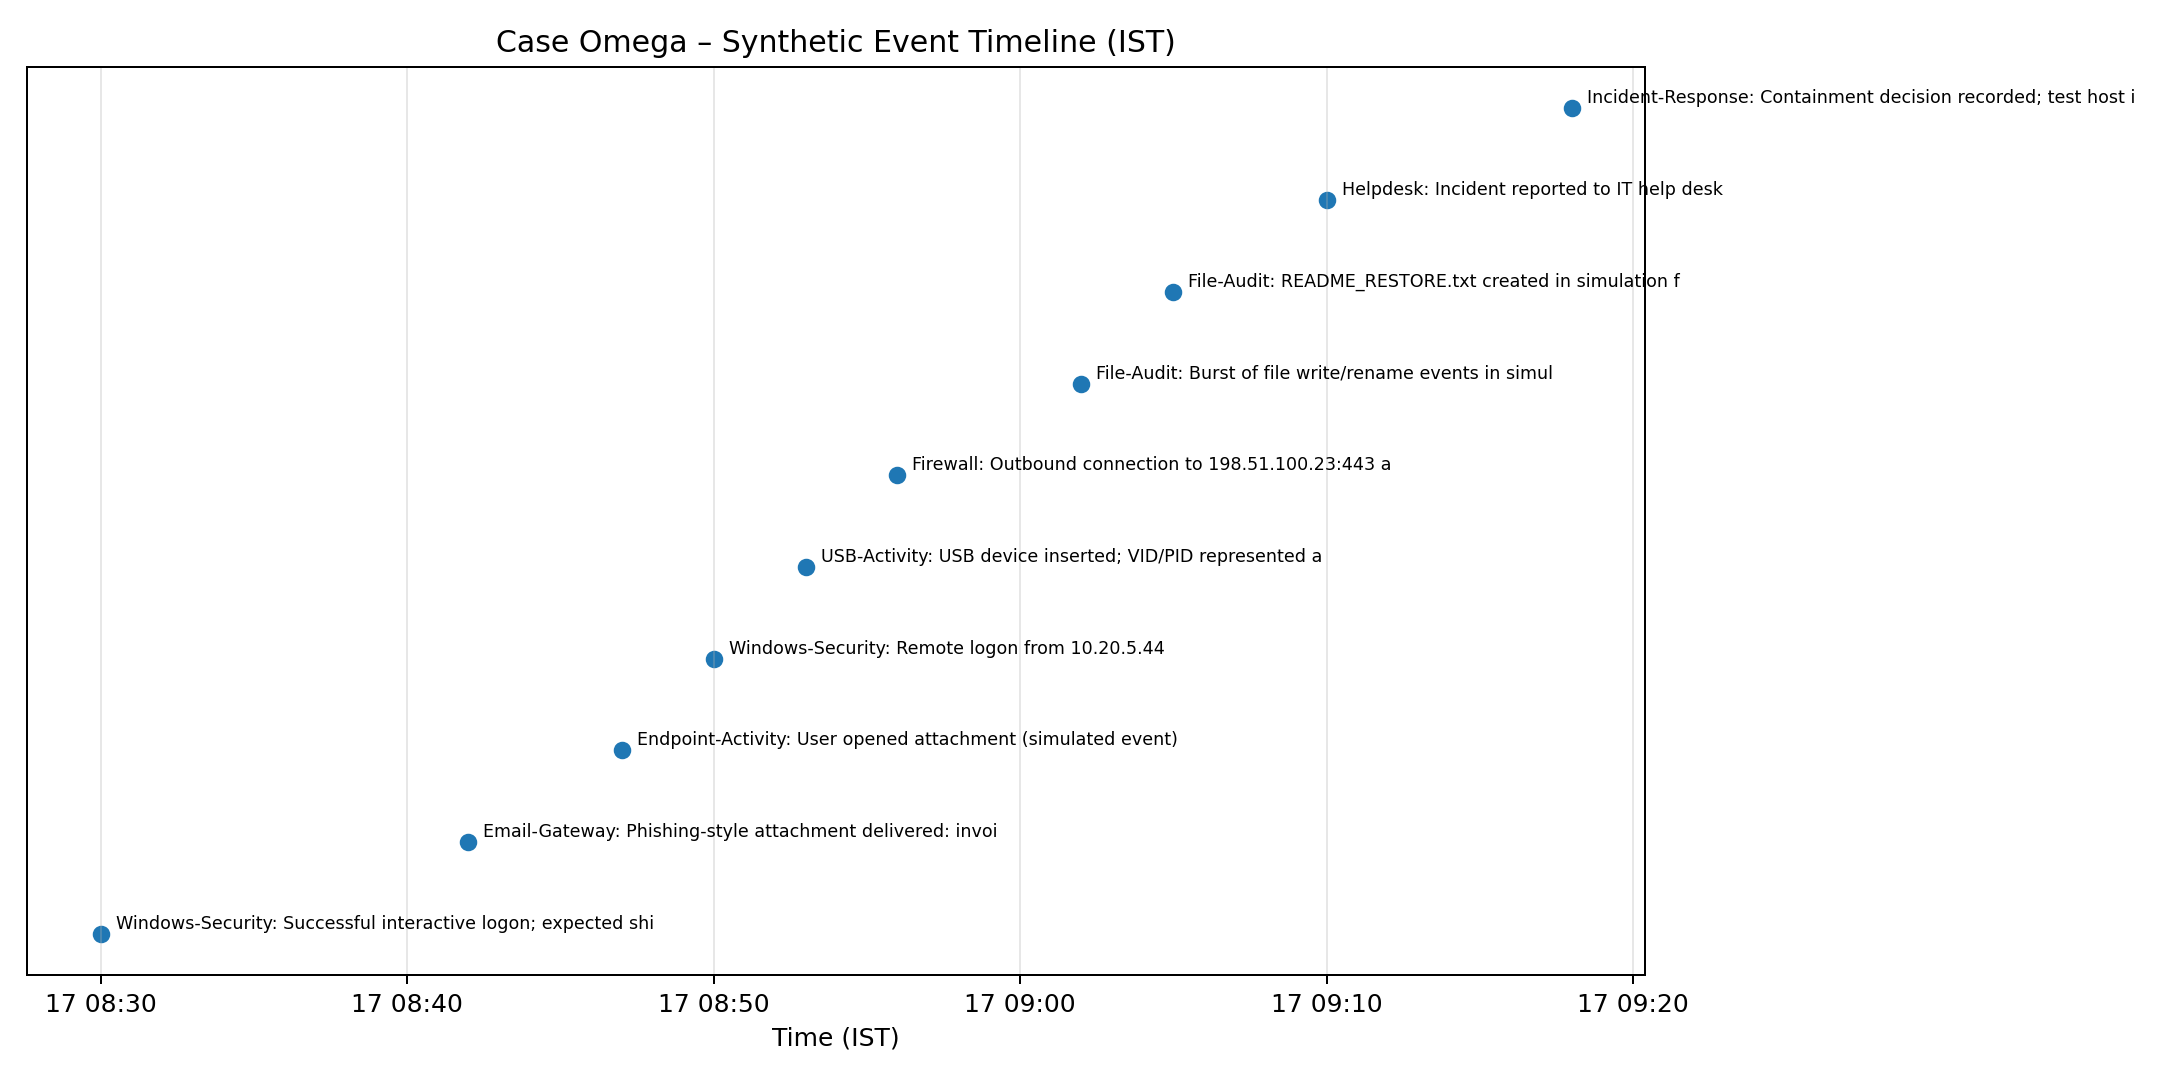 Case Omega – Synthetic Event Timeline (IST)
Incident-Response: Containment decision recorded; test host i
Helpdesk: Incident reported to IT help desk
File-Audit: README_RESTORE.txt created in simulation f
File-Audit: Burst of file write/rename events in simul
Firewall: Outbound connection to 198.51.100.23:443 a
USB-Activity: USB device inserted; VID/PID represented a
Windows-Security: Remote logon from 10.20.5.44
Endpoint-Activity: User opened attachment (simulated event)
Email-Gateway: Phishing-style attachment delivered: invoi
Windows-Security: Successful interactive logon; expected shi
17 08:30 17 08:40 17 08:50 17 09:00 17 09:10 17 09:20
Time (IST)